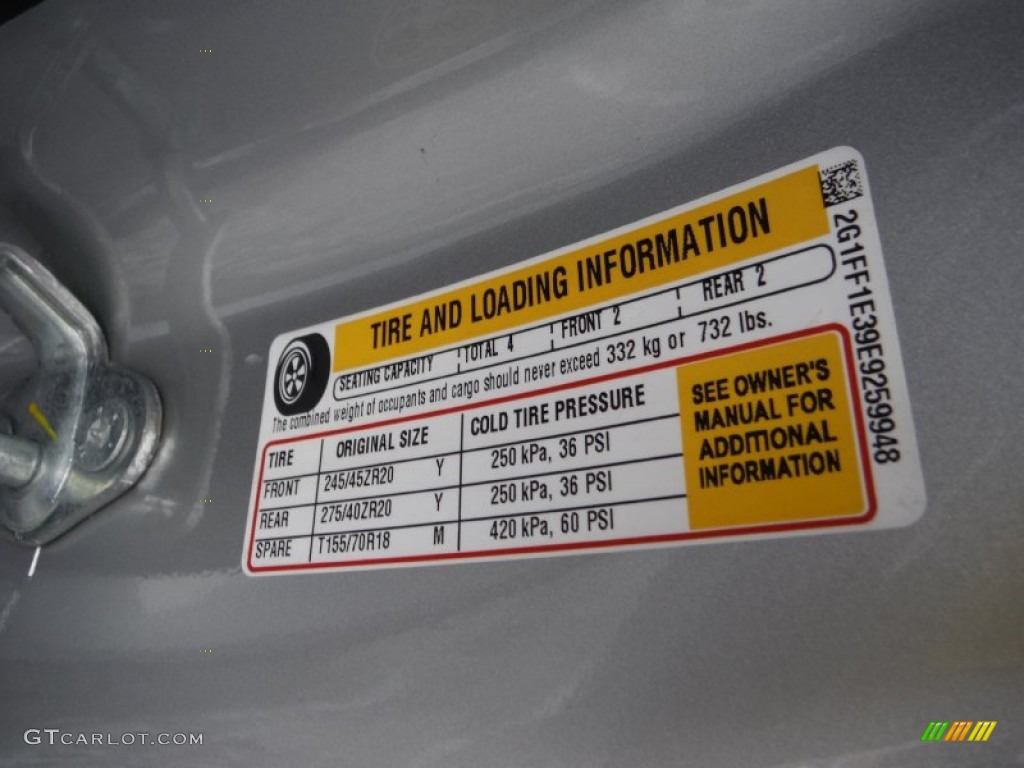 TIRE AND LOADING INFORMATION
SEATING CAPACITY TOTAL 4 FRONT 2 REAR 2
The combined weight of occupants and cargo should never exceed 332 kg or 732 lbs.
TIRE ORIGINAL SIZE COLD TIRE PRESSURE
FRONT 245/45ZR20 Y 250 kPa, 36 PSI
REAR 275/40ZR20 Y 250 kPa, 36 PSI
SPARE T155/70R18 M 420 kPa, 60 PSI
SEE OWNER'S
MANUAL FOR
ADDITIONAL
INFORMATION
2G1FF1E39E9259948
GTCARLOT.COM